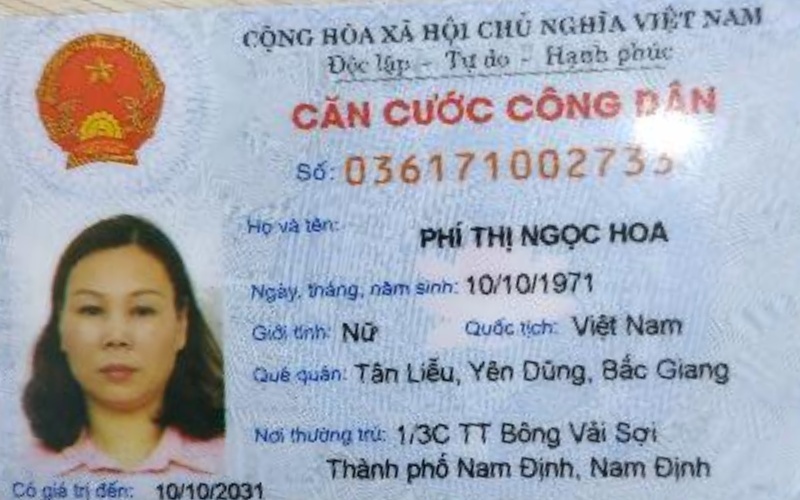 CỘNG HÒA XÃ HỘI CHỦ NGHĨA VIỆT NAM
Độc lập - Tự do - Hạnh phúc
CĂN CƯỚC CÔNG DÂN
Số: 036171002733
Họ và tên:
PHÍ THỊ NGỌC HOA
Ngày, tháng, năm sinh: 10/10/1971
Giới tính: Nữ Quốc tịch: Việt Nam
Quê quán: Tân Liễu, Yên Dũng, Bắc Giang
Nơi thường trú: 1/3C TT Bông Vải Sợi
Thành phố Nam Định, Nam Định
Có giá trị đến: 10/10/2031